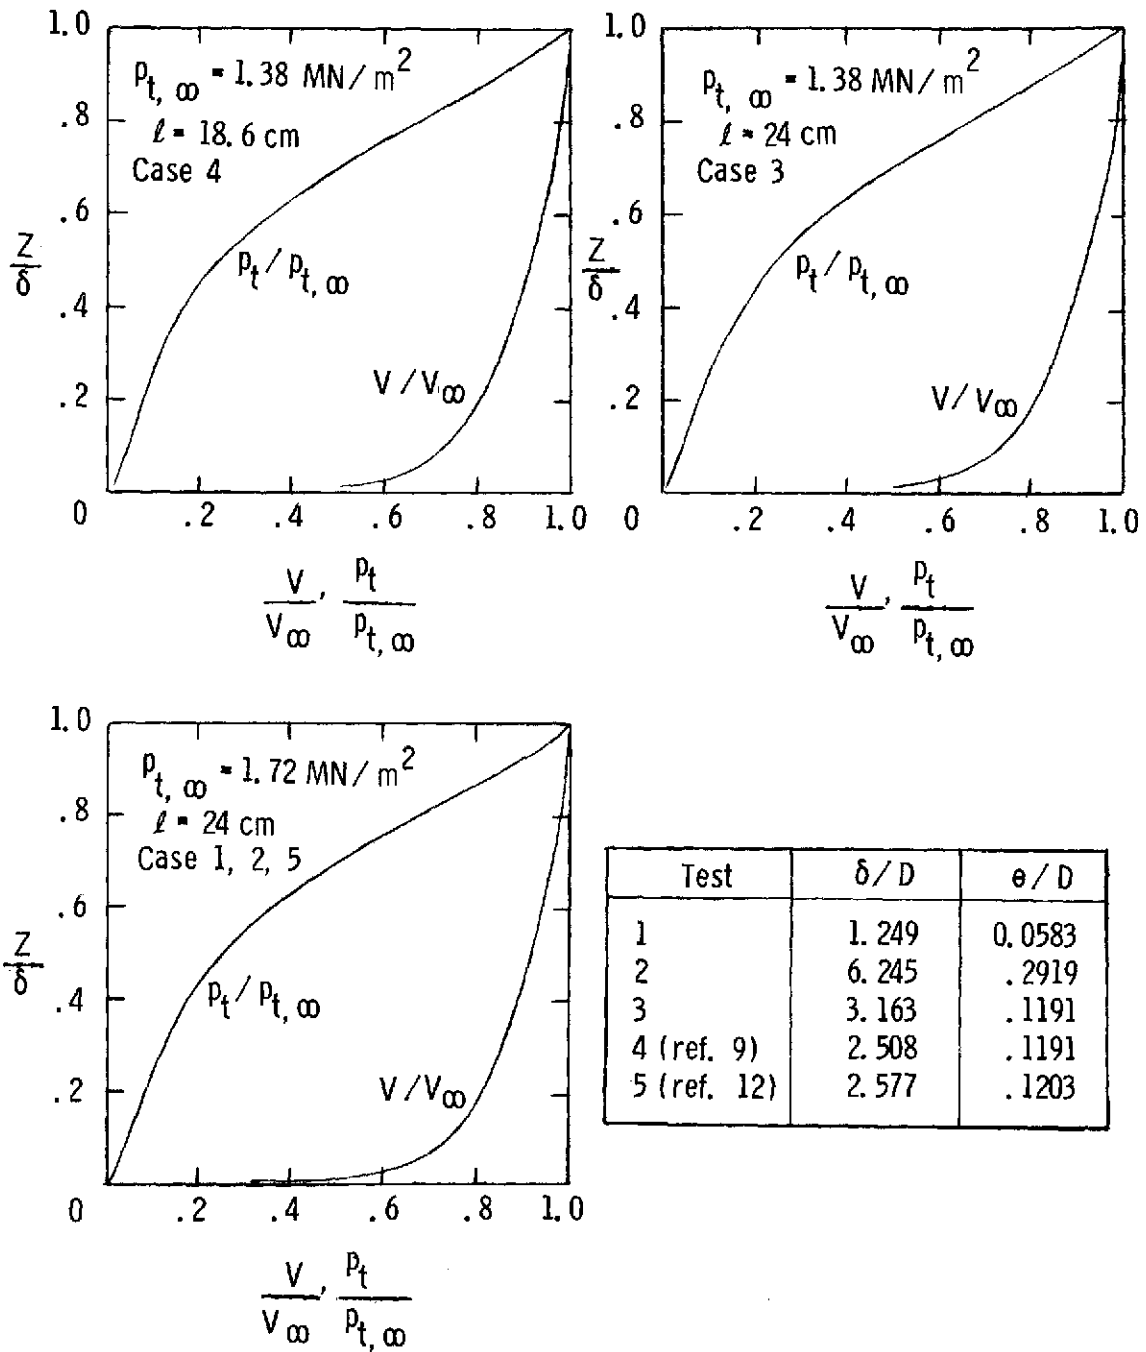 1.0
.8
.6
.4
.2
0
Z/δ
p_t, ∞ = 1.38 MN/m²
ℓ = 18.6 cm
Case 4
p_t/p_t, ∞
V/V∞
.2 .4 .6 .8 1.0
V/V∞, p_t/p_t, ∞
1.0
.8
.6
.4
.2
0
Z/δ
p_t, ∞ = 1.38 MN/m²
ℓ = 24 cm
Case 3
p_t/p_t, ∞
V/V∞
.2 .4 .6 .8 1.0
V/V∞, p_t/p_t, ∞
1.0
.8
.6
.4
.2
0
Z/δ
p_t, ∞ = 1.72 MN/m²
ℓ = 24 cm
Case 1, 2, 5
p_t/p_t, ∞
V/V∞
.2 .4 .6 .8 1.0
V/V∞, p_t/p_t, ∞
Test δ/D θ/D
1 1.249 0.0583
2 6.245 .2919
3 3.163 .1191
4 (ref. 9) 2.508 .1191
5 (ref. 12) 2.577 .1203